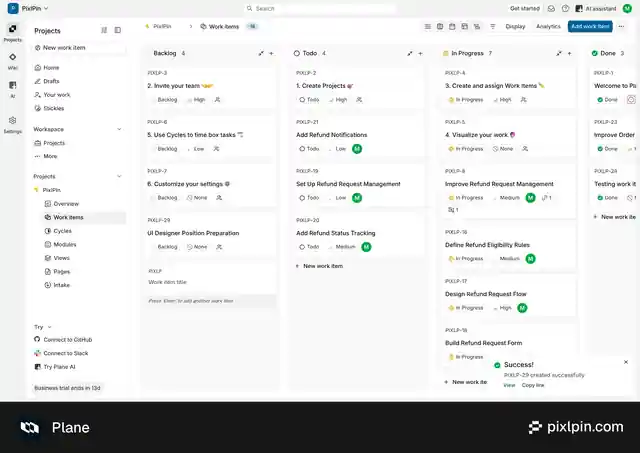 PixlPin
Search
Get started
AI assistant
M
Projects
Wiki
AI
Settings
Projects
New work item
Home
Drafts
Your work
Stickies
Workspace
Projects
More
Projects
PixlPin
Overview
Work items
Cycles
Modules
Views
Pages
Intake
Try
Connect to GitHub
Connect to Slack
Try Plane AI
Business trial ends in 13d
PixlPin
Work items
16
Display
Analytics
Add work item
Backlog 4
PIXLP-3
2. Invite your team
Backlog High
PIXLP-6
5. Use Cycles to time box tasks
Backlog Low
PIXLP-7
6. Customize your settings
Backlog None
PIXLP-29
UI Designer Position Preparation
Backlog None
PIXLP
Work item title
Press 'Enter' to add another work item
Todo 4
PIXLP-2
1. Create Projects
Todo High
PIXLP-21
Add Refund Notifications
Todo Low M
PIXLP-19
Set Up Refund Request Management
Todo Low M
PIXLP-20
Add Refund Status Tracking
Todo Medium M
New work item
In Progress 7
PIXLP-4
3. Create and assign Work items
In Progress High
PIXLP-5
4. Visualize your work
In Progress None
PIXLP-8
Improve Refund Request Management
In Progress Medium M 1
1
PIXLP-16
Define Refund Eligibility Rules
In Progress Medium M
PIXLP-17
Design Refund Request Flow
In Progress High M
PIXLP-18
Build Refund Request Form
In Progress
New work ite
Done 3
PIXLP-1
Welcome to P
Done
PIXLP-23
Improve Order
Done
PIXLP-24
Testing work it
Done
New work ite
Success!
PIXLP-29 created successfully
View Copy link
Plane
pixlpin.com